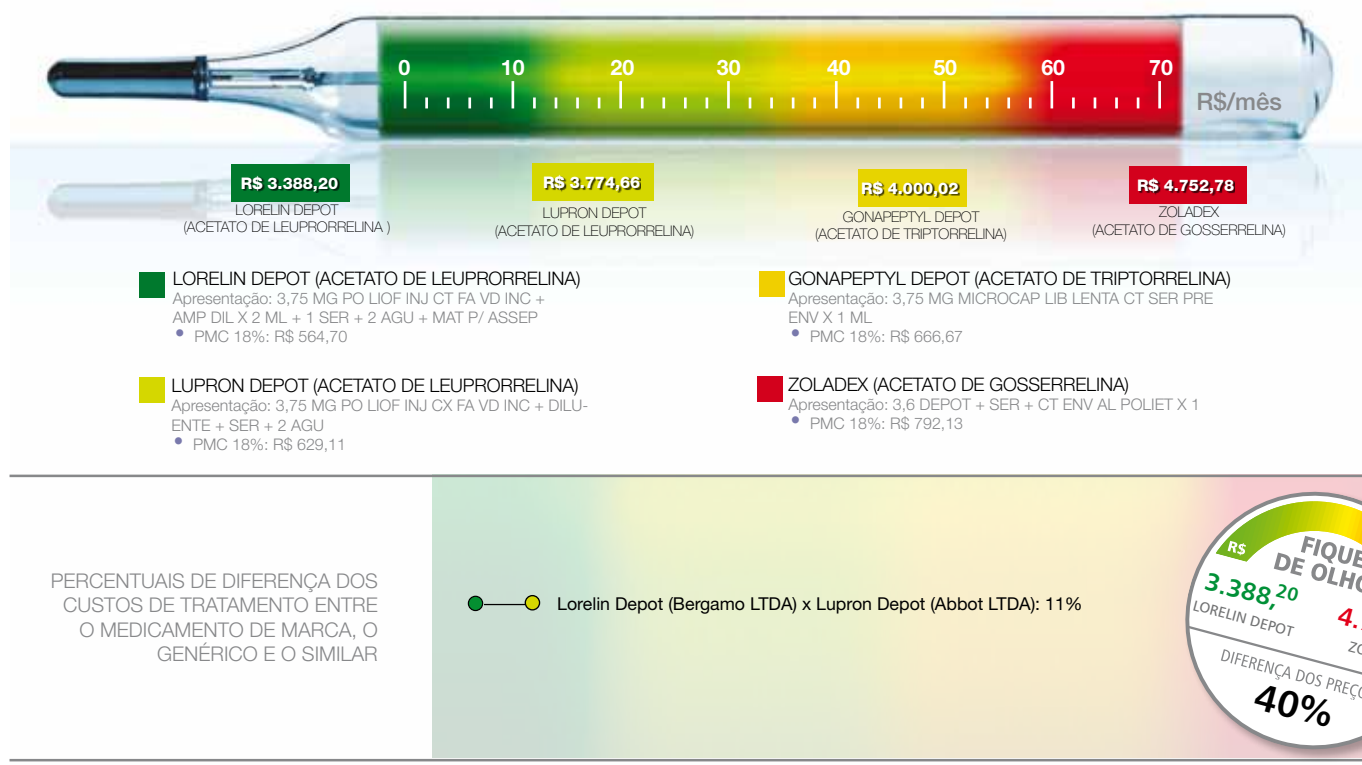 0 10 20 30 40 50 60 70
R$/mês
R$ 3.388,20
LORELIN DEPOT
(ACETATO DE LEUPRORRELINA )
R$ 3.774,66
LUPRON DEPOT
(ACETATO DE LEUPRORRELINA)
R$ 4.000,02
GONAPEPTYL DEPOT
(ACETATO DE TRIPTORRELINA)
R$ 4.752,78
ZOLADEX
(ACETATO DE GOSSERRELINA)
LORELIN DEPOT (ACETATO DE LEUPRORRELINA)
Apresentação: 3,75 MG PO LIOF INJ CT FA VD INC +
AMP DIL X 2 ML + 1 SER + 2 AGU + MAT P/ ASSEP
• PMC 18%: R$ 564,70
LUPRON DEPOT (ACETATO DE LEUPRORRELINA)
Apresentação: 3,75 MG PO LIOF INJ CX FA VD INC + DILU-
ENTE + SER + 2 AGU
• PMC 18%: R$ 629,11
GONAPEPTYL DEPOT (ACETATO DE TRIPTORRELINA)
Apresentação: 3,75 MG MICROCAP LIB LENTA CT SER PRE
ENV X 1 ML
• PMC 18%: R$ 666,67
ZOLADEX (ACETATO DE GOSSERRELINA)
Apresentação: 3,6 DEPOT + SER + CT ENV AL POLIET X 1
• PMC 18%: R$ 792,13
PERCENTUAIS DE DIFERENÇA DOS
CUSTOS DE TRATAMENTO ENTRE
O MEDICAMENTO DE MARCA, O
GENÉRICO E O SIMILAR
Lorelin Depot (Bergamo LTDA) x Lupron Depot (Abbot LTDA): 11%
R$
FIQUE
DE OLHO
3.388,20
LORELIN DEPOT
4.
DIFERENÇA DOS PREÇO
40%